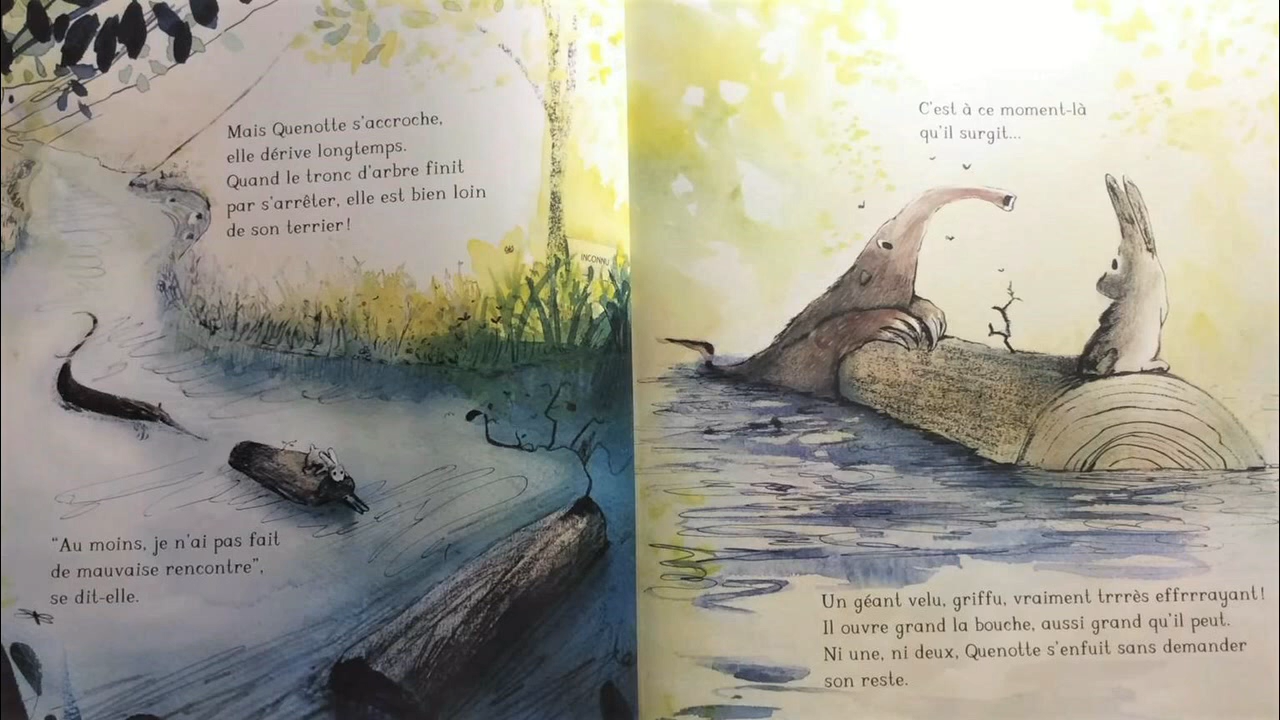 Mais Quenotte s'accroche,
elle dérive longtemps.
Quand le tronc d'arbre finit
par s'arrêter, elle est bien loin
de son terrier!
INCONNU
"Au moins, je n'ai pas fait
de mauvaise rencontre",
se dit-elle.
C'est à ce moment-là
qu'il surgit...
Un géant velu, griffu, vraiment trrrès effrrrayant!
Il ouvre grand la bouche, aussi grand qu'il peut.
Ni une, ni deux, Quenotte s'enfuit sans demander
son reste.